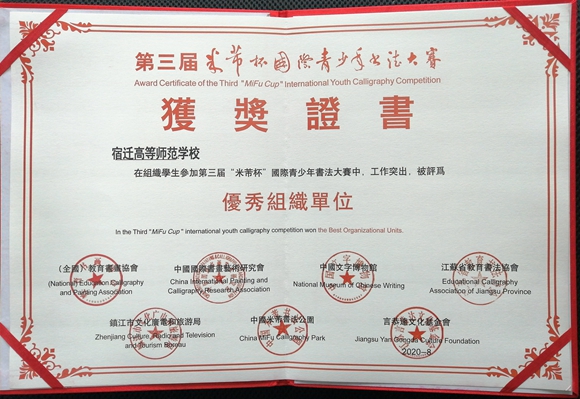 第三届米芾杯國際青少年書法大賽
Award Certificate of the Third "MiFu Cup" International Youth Calligraphy Competition
獲獎證書
宿迁高等师范学校
在組織學生參加第三届“米芾杯”國際青少年書法大賽中，工作突出，被評爲
優秀組織單位
In the Third "MiFu Cup" international youth calligraphy competition won the Best Organizational Units.
(全國)教育書畫協會
(National) Education Calligraphy
and Painting Association
中國國際書畫藝術研究會
China International Painting and
Calligraphy Research Association
中國文字博物館
National Museum of Chinese Writing
江蘇省教育書法協會
Educational Calligraphy
Association of Jiangsu Province
鎮江市文化廣電和旅游局
Zhenjiang Culture, Radio and Television
and Tourism Bureau
中國米芾書法公園
China MiFu Calligraphy Park
言恭達文化基金會
Jiangsu Yan Gongda Culture Foundation
2020-8